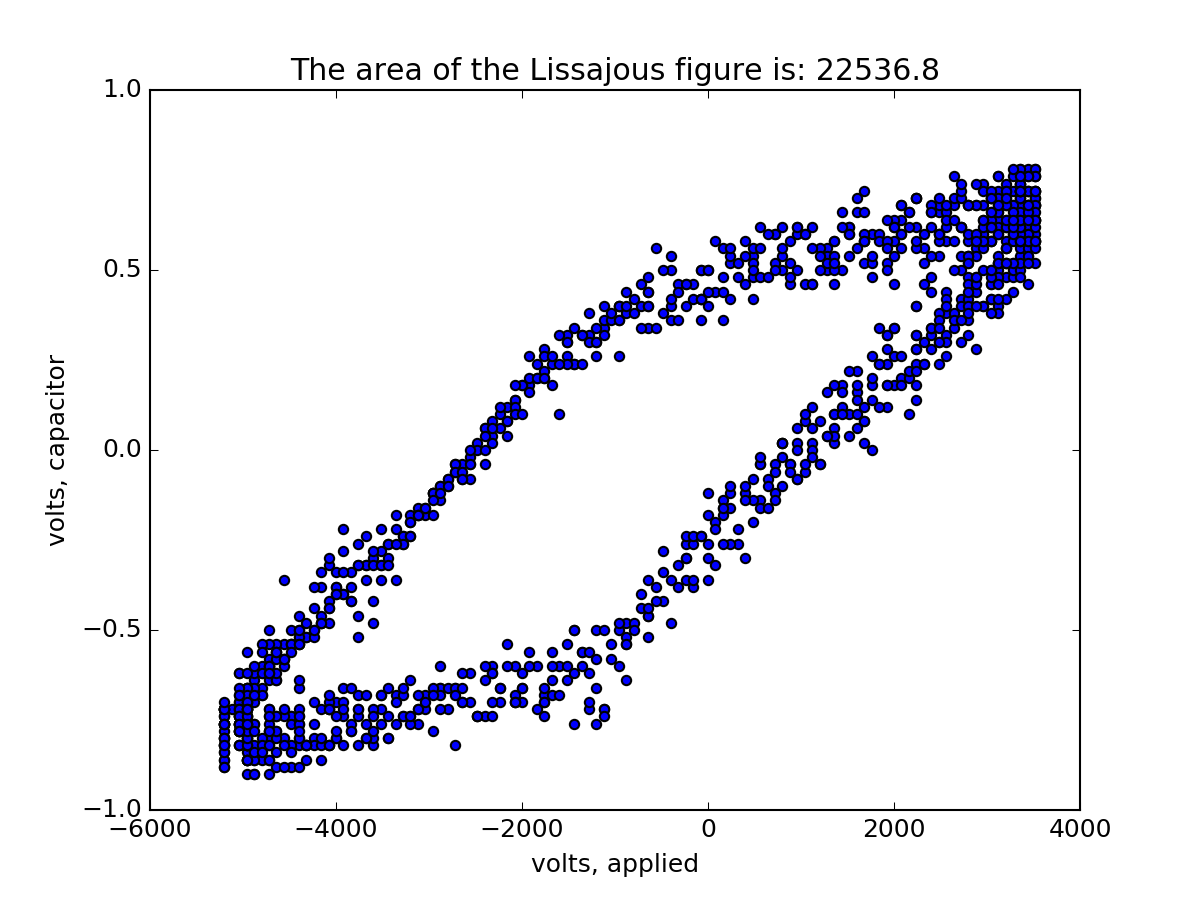 The area of the Lissajous figure is: 22536.8
1.0
0.5
0.0
−0.5
−1.0
volts, capacitor
−6000 −4000 −2000 0 2000 4000
volts, applied